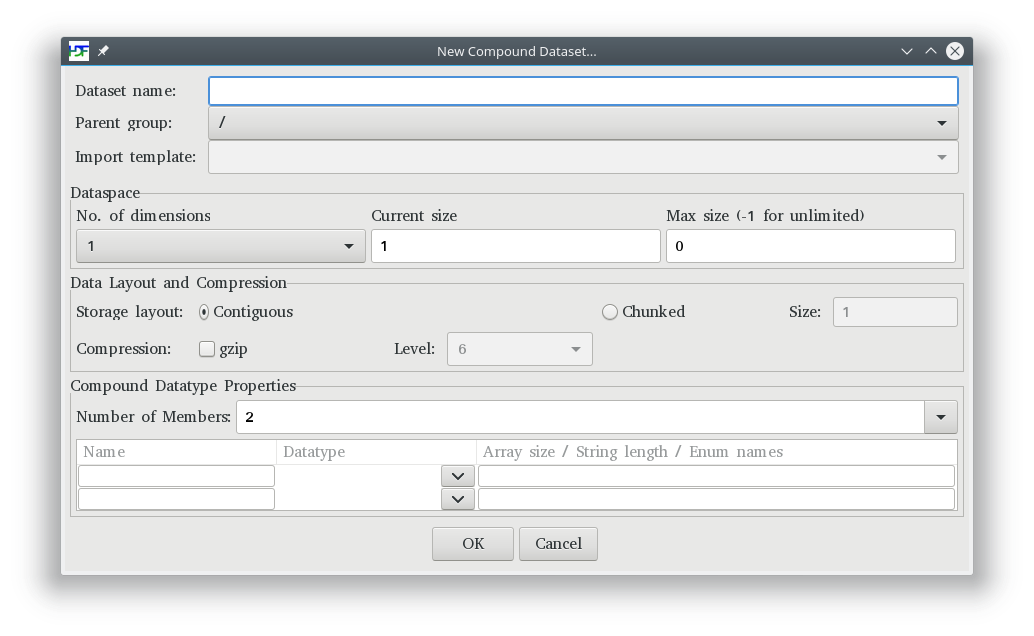 HDF New Compound Dataset...
Dataset name:
Parent group: /
Import template:
Dataspace
No. of dimensions Current size Max size (-1 for unlimited)
1 1 0
Data Layout and Compression
Storage layout: Contiguous Chunked Size: 1
Compression: gzip Level: 6
Compound Datatype Properties
Number of Members: 2
Name Datatype Array size / String length / Enum names
OK Cancel